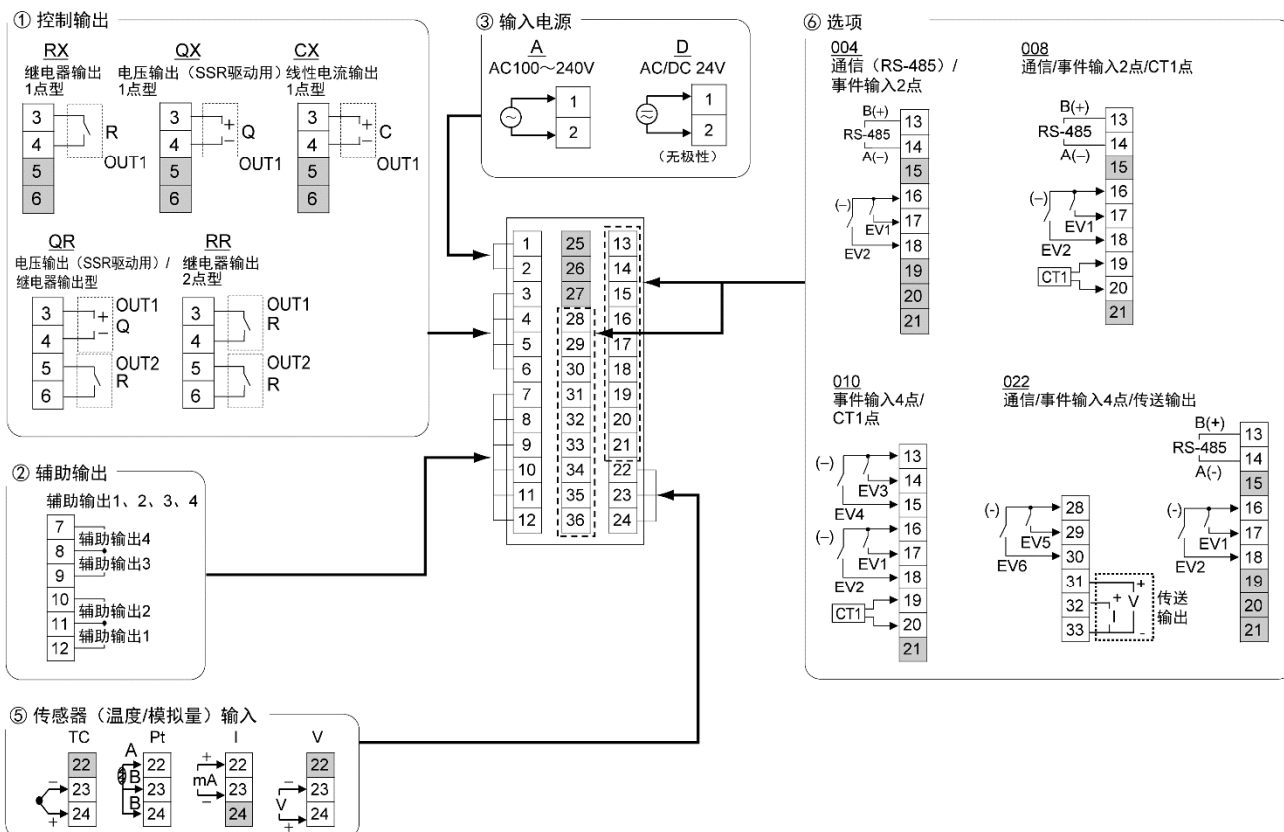 ① 控制输出
RX
继电器输出
1点型
3
4
5
6
R
OUT1
QX
电压输出（SSR驱动用）
1点型
3
4
5
6
+
−
Q
OUT1
CX
线性电流输出
1点型
3
4
5
6
+
−
C
OUT1
QR
电压输出（SSR驱动用）/
继电器输出型
3
4
5
6
+
−
OUT1
Q
OUT2
R
RR
继电器输出
2点型
3
4
5
6
OUT1
R
OUT2
R
② 辅助输出
辅助输出1、2、3、4
7
8
9
10
11
12
辅助输出4
辅助输出3
辅助输出2
辅助输出1
③ 输入电源
A
AC100～240V
1
2
D
AC/DC 24V
1
2
（无极性）
1
2
3
4
5
6
7
8
9
10
11
12
25
26
27
28
29
30
31
32
33
34
35
36
13
14
15
16
17
18
19
20
21
22
23
24
⑤ 传感器（温度/模拟量）输入
TC
22
23
24
−
+
Pt
A
B
B
22
23
24
I
+
mA
−
22
23
24
V
−
V
+
22
23
24
⑥ 选项
004
通信（RS-485）/
事件输入2点
B(+)
RS-485
A(−)
(−)
EV1
EV2
13
14
15
16
17
18
19
20
21
008
通信/事件输入2点/CT1点
B(+)
RS-485
A(−)
(−)
EV1
EV2
CT1
13
14
15
16
17
18
19
20
21
010
事件输入4点/
CT1点
(−)
EV3
EV4
(−)
EV1
EV2
CT1
13
14
15
16
17
18
19
20
21
022
通信/事件输入4点/传送输出
(-)
EV5
EV6
28
29
30
31
32
33
+
+
I
V
-
传送
输出
B(+)
RS-485
A(-)
(-)
EV1
EV2
13
14
15
16
17
18
19
20
21